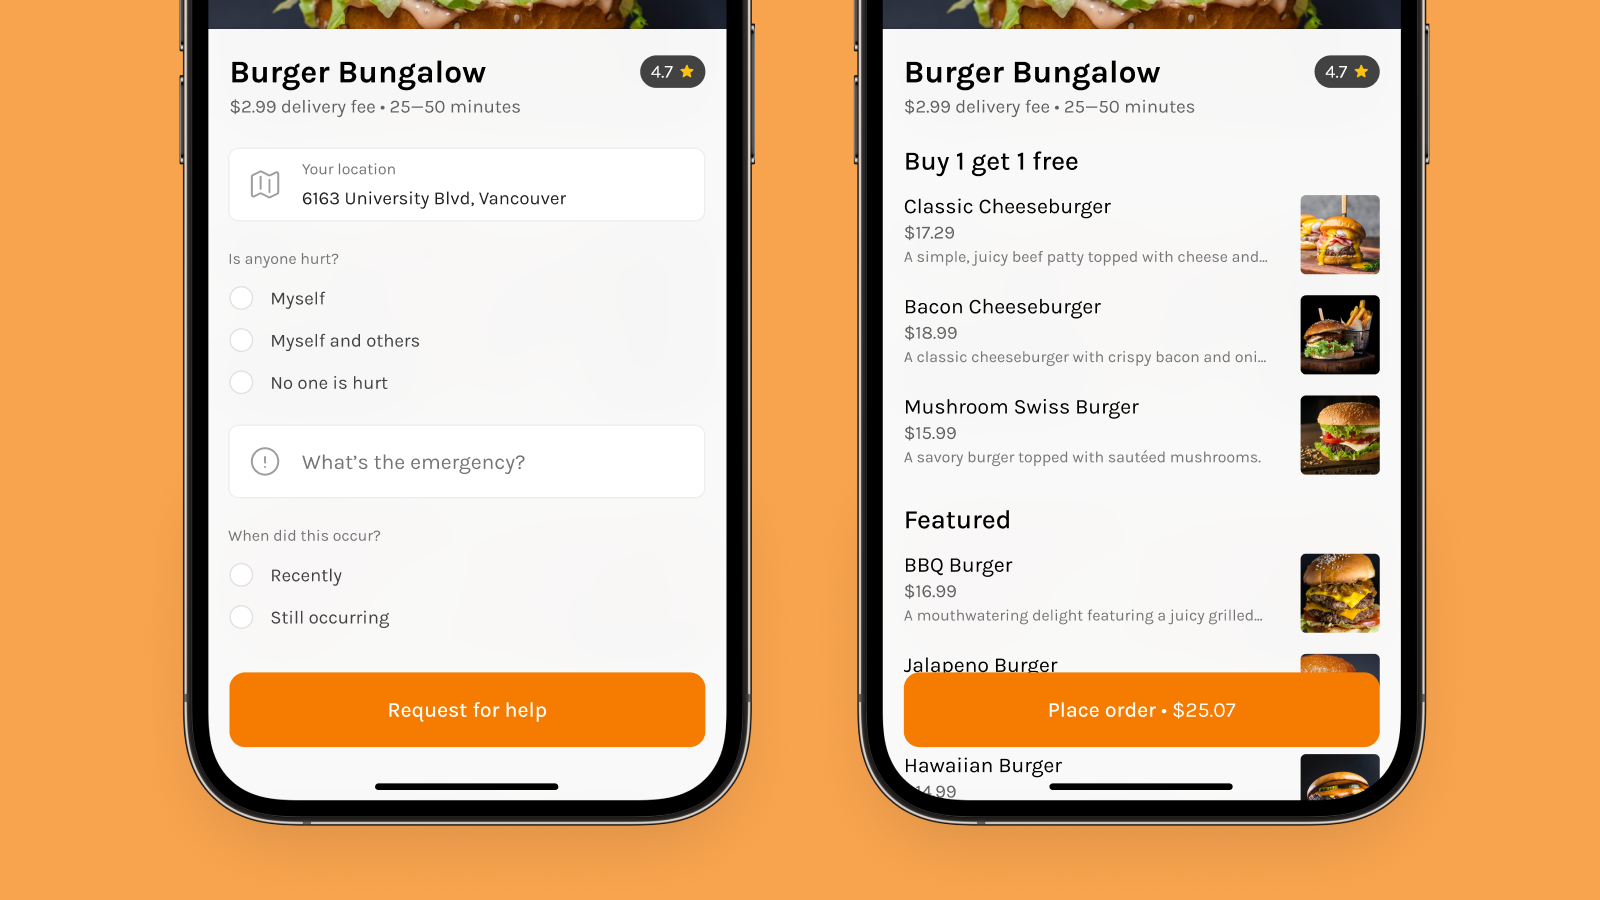 Burger Bungalow
4.7
$2.99 delivery fee • 25—50 minutes
Your location
6163 University Blvd, Vancouver
Is anyone hurt?
Myself
Myself and others
No one is hurt
What’s the emergency?
When did this occur?
Recently
Still occurring
Request for help
Burger Bungalow
4.7
$2.99 delivery fee • 25—50 minutes
Buy 1 get 1 free
Classic Cheeseburger
$17.29
A simple, juicy beef patty topped with cheese and...
Bacon Cheeseburger
$18.99
A classic cheeseburger with crispy bacon and oni...
Mushroom Swiss Burger
$15.99
A savory burger topped with sautéed mushrooms.
Featured
BBQ Burger
$16.99
A mouthwatering delight featuring a juicy grilled...
Jalapeno Burger
Place order • $25.07
Hawaiian Burger
14.99